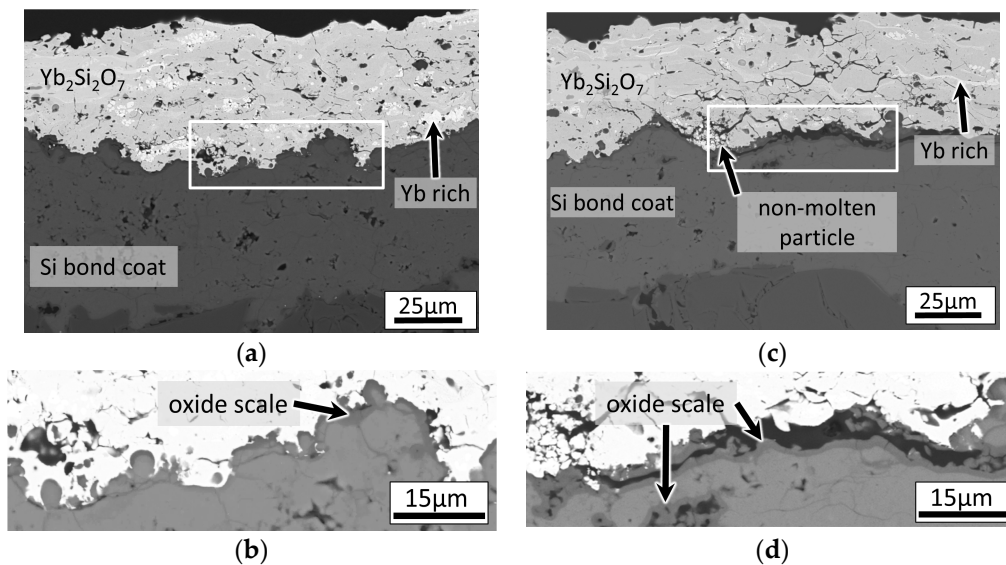 Yb₂Si₂O₇
Yb rich
Si bond coat
25μm
(a)
Yb₂Si₂O₇
Yb rich
Si bond coat
non-molten
particle
25μm
(c)
oxide scale
15μm
(b)
oxide scale
15μm
(d)